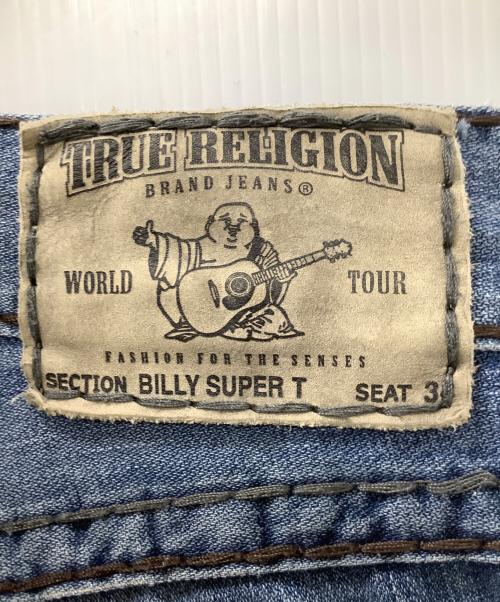 TRUE RELIGION
BRAND JEANS®
WORLD TOUR
FASHION FOR THE SENSES
SECTION BILLY SUPER T SEAT 3